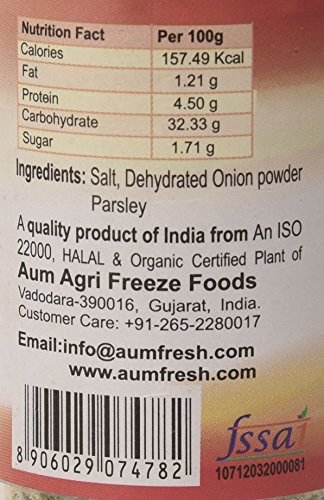 Nutrition Fact Per 100g
Calories 157.49 Kcal
Fat 1.21 g
Protein 4.50 g
Carbohydrate 32.33 g
Sugar 1.71 g
Ingredients: Salt, Dehydrated Onion powder
Parsley
A quality product of India from An ISO
22000, HALAL & Organic Certified Plant of
Aum Agri Freeze Foods
Vadodara-390016, Gujarat, India.
Customer Care: +91-265-2280017
Email:info@aumfresh.com
www.aumfresh.com
8 906029 074782
fssai
10712032000081